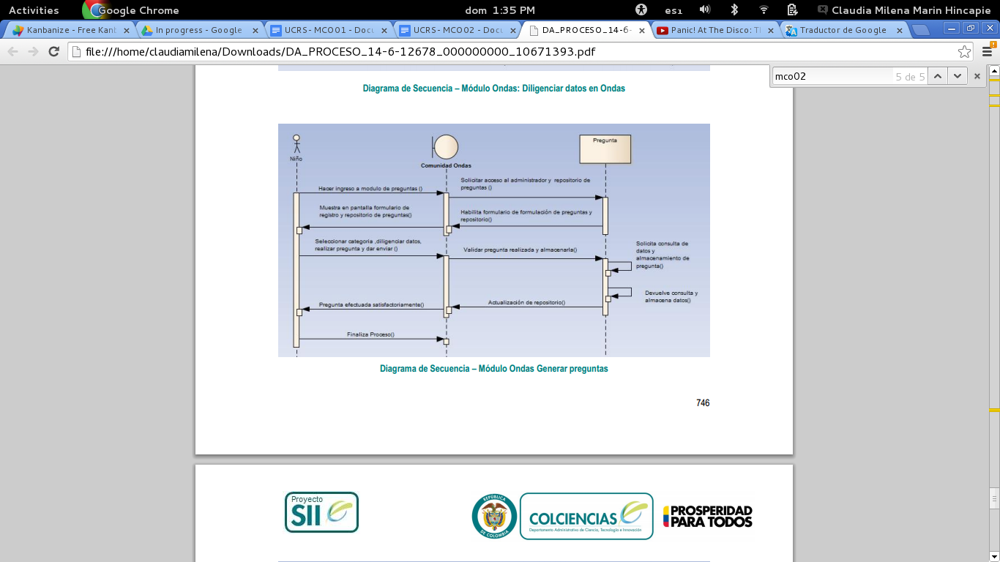 Activities
Google Chrome
dom 1:35 PM
es1
Claudia Milena Marin Hincapie
Kanbanize - Free Kanb
In progress - Google
UCRS- MCO01 - Docu
UCRS- MCO02 - Docu
DA_PROCESO_14-6-
Panic! At The Disco: Th
Traductor de Google
file:///home/claudiamilena/Downloads/DA_PROCESO_14-6-12678_000000000_10671393.pdf
mco02
5 de 5
Diagrama de Secuencia – Módulo Ondas: Diligenciar datos en Ondas
Niño
Comunidad Ondas
Pregunta
Hacer ingreso a modulo de preguntas ()
Solicitar acceso al administrador y repositorio de
preguntas ()
Muestra en pantalla formulario de
registro y repositorio de preguntas()
Habilita formulario de formulación de preguntas y
repositorio()
Seleccionar categoria ,diligenciar datos,
realizar pregunta y dar enviar ()
Validar pregunta realizada y almacenarla()
Solicita consulta de
datos y
almacenamiento de
pregunta()
Devuelve consulta y
almacena datos()
Pregunta efectuada satisfactoriamente()
Actualización de repositorio()
Finaliza Proceso()
Diagrama de Secuencia – Módulo Ondas Generar preguntas
746
Proyecto
SII
REPÚBLICA
DE COLOMBIA
COLCIENCIAS
Departamento Administrativo de Ciencia, Tecnología e Innovación
PROSPERIDAD
PARA TODOS